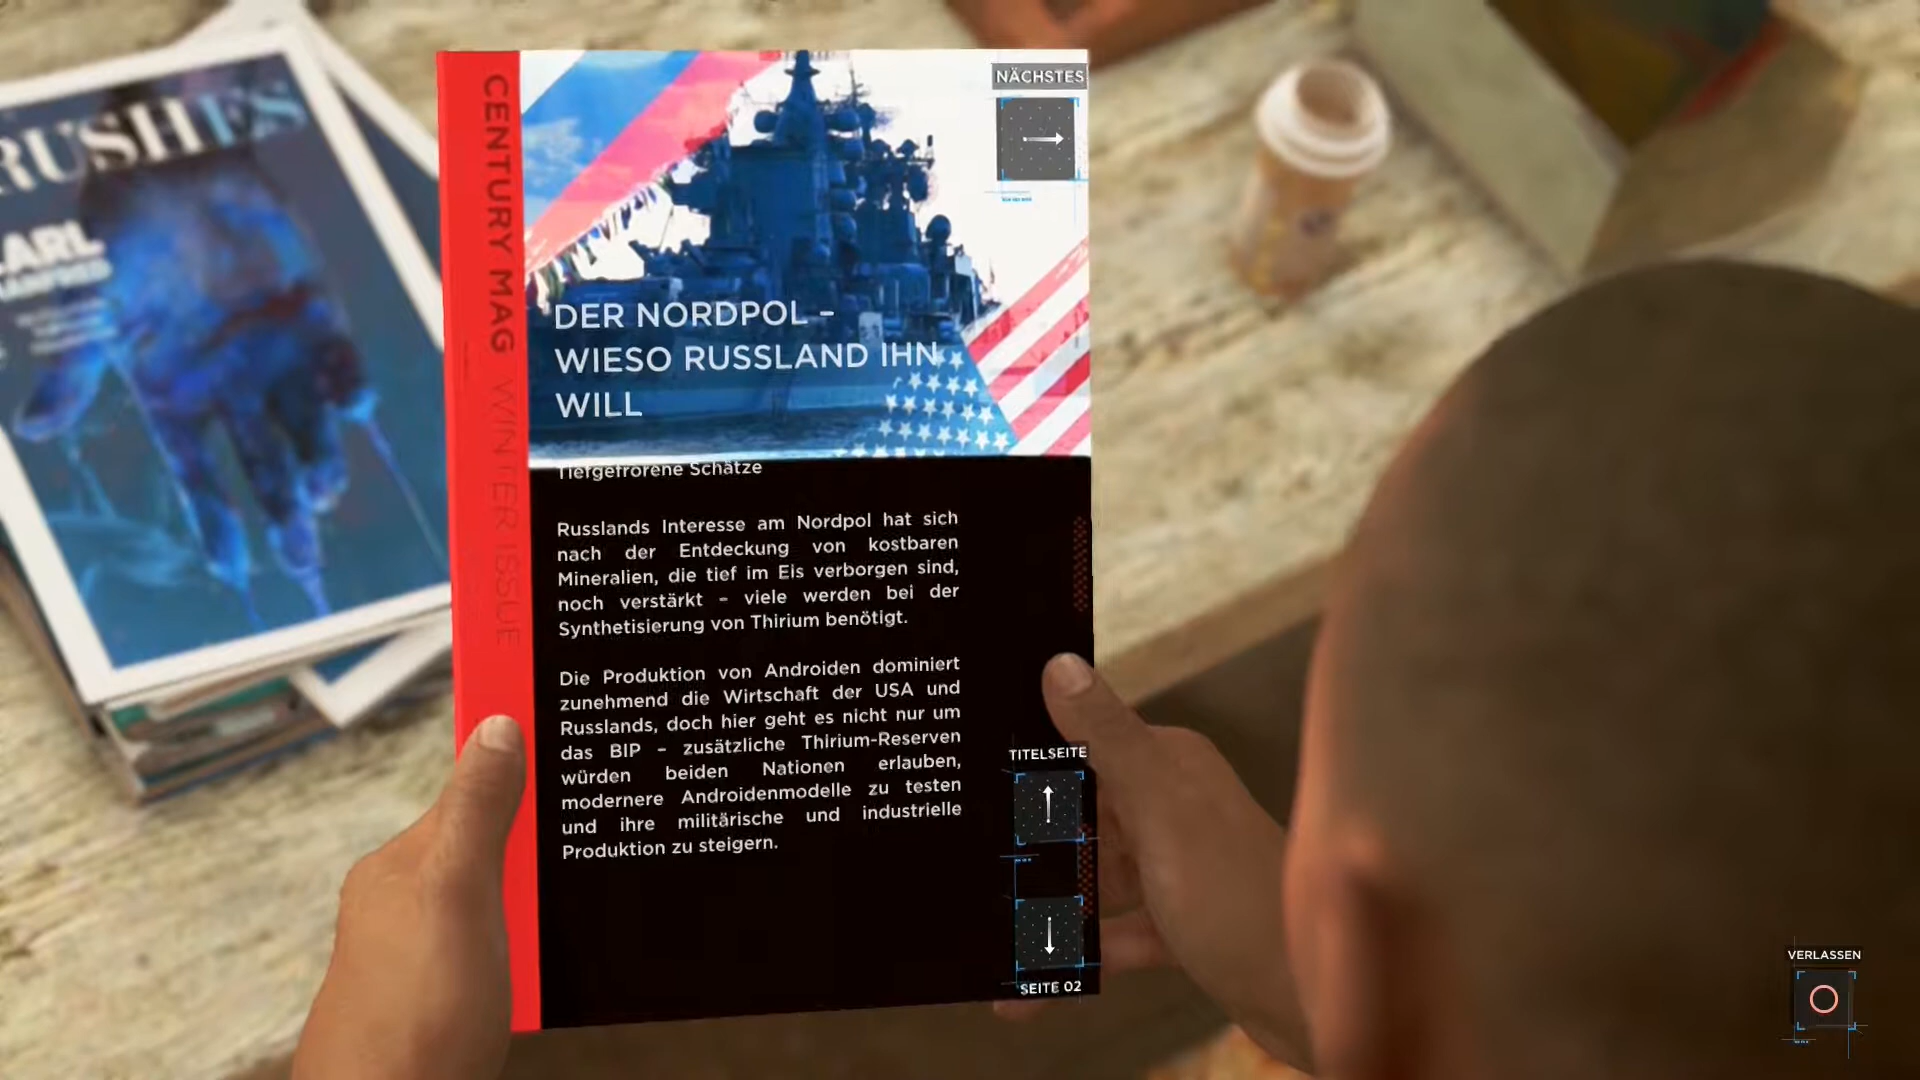 RUSHES
CARL
MANFRED
CENTURY MAG WINTER ISSUE
NÄCHSTES
DER NORDPOL –
WIESO RUSSLAND IHN
WILL
Tiefgefrorene Schätze
Russlands Interesse am Nordpol hat sich
nach der Entdeckung von kostbaren
Mineralien, die tief im Eis verborgen sind,
noch verstärkt – viele werden bei der
Synthetisierung von Thirium benötigt.
Die Produktion von Androiden dominiert
zunehmend die Wirtschaft der USA und
Russlands, doch hier geht es nicht nur um
das BIP – zusätzliche Thirium-Reserven
würden beiden Nationen erlauben,
modernere Androidenmodelle zu testen
und ihre militärische und industrielle
Produktion zu steigern.
TITELSEITE
SEITE 02
VERLASSEN